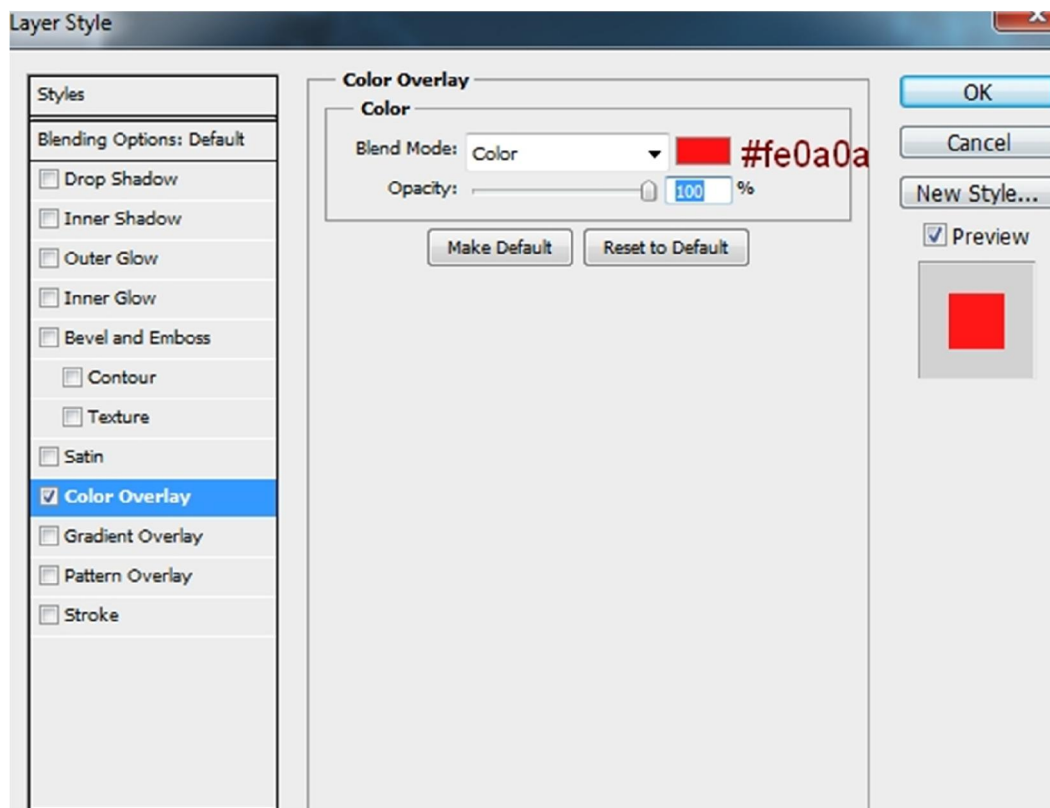 Layer Style
Styles
Blending Options: Default
Drop Shadow
Inner Shadow
Outer Glow
Inner Glow
Bevel and Emboss
Contour
Texture
Satin
Color Overlay
Gradient Overlay
Pattern Overlay
Stroke
Color Overlay
Color
Blend Mode: Color #fe0a0a
Opacity: 100 %
Make Default Reset to Default
OK
Cancel
New Style...
Preview